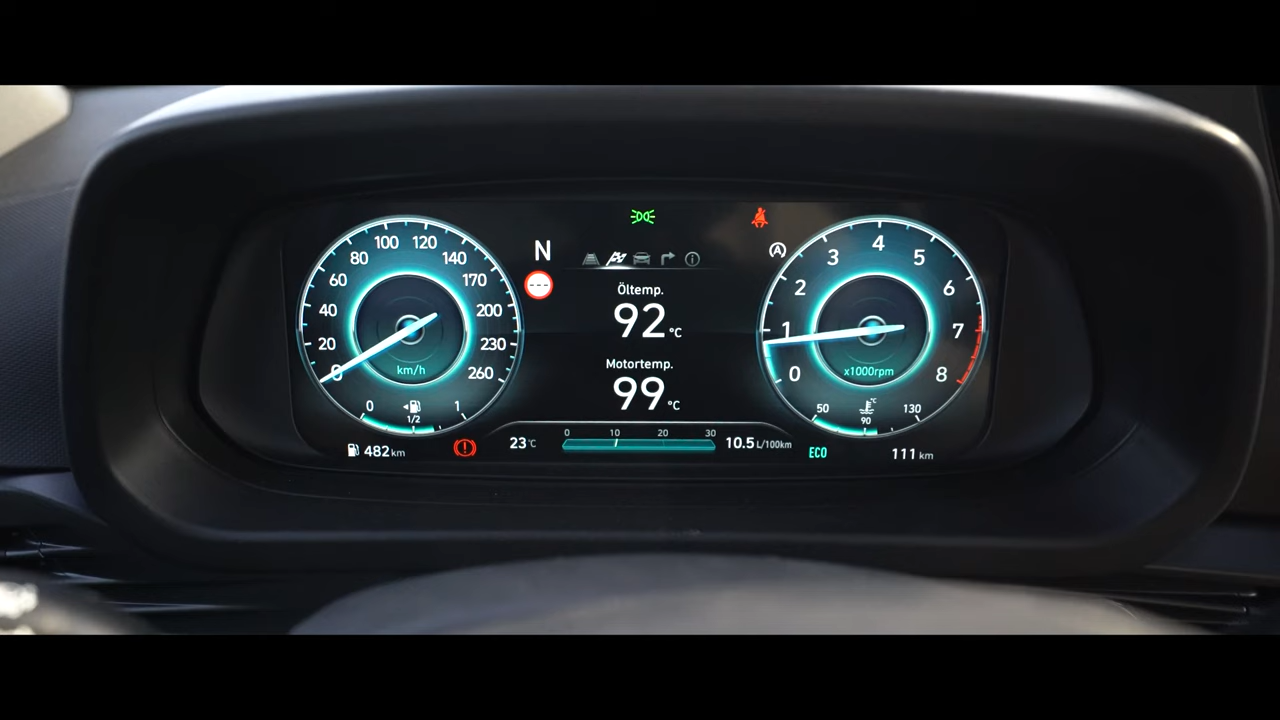 0
20
40
60
80
100
120
140
170
200
230
260
km/h
0
1/2
1
482 km
N
Öltemp.
92 °C
Motortemp.
99 °C
23 °C
0 10 20 30
10.5 L/100km
ECO
A
0
1
2
3
4
5
6
7
8
x1000rpm
°C
50
90
130
111 km